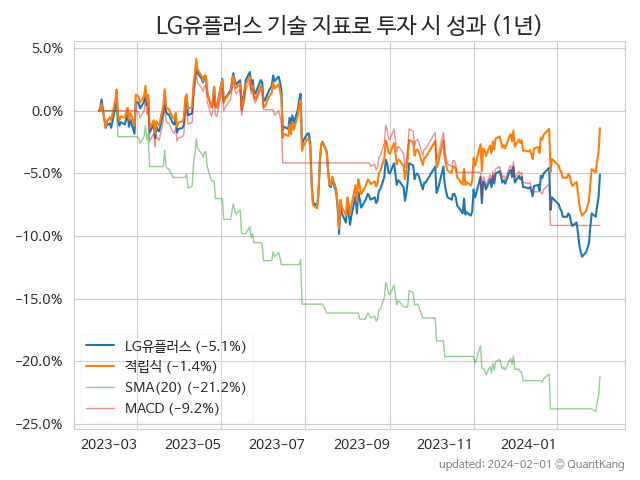 LG유플러스 기술 지표로 투자 시 성과 (1년)
5.0%
0.0%
−5.0%
−10.0%
−15.0%
−20.0%
−25.0%
LG유플러스 (−5.1%)
적립식 (−1.4%)
SMA(20) (−21.2%)
MACD (−9.2%)
2023-03 2023-05 2023-07 2023-09 2023-11 2024-01
updated: 2024-02-01 © QuantKang